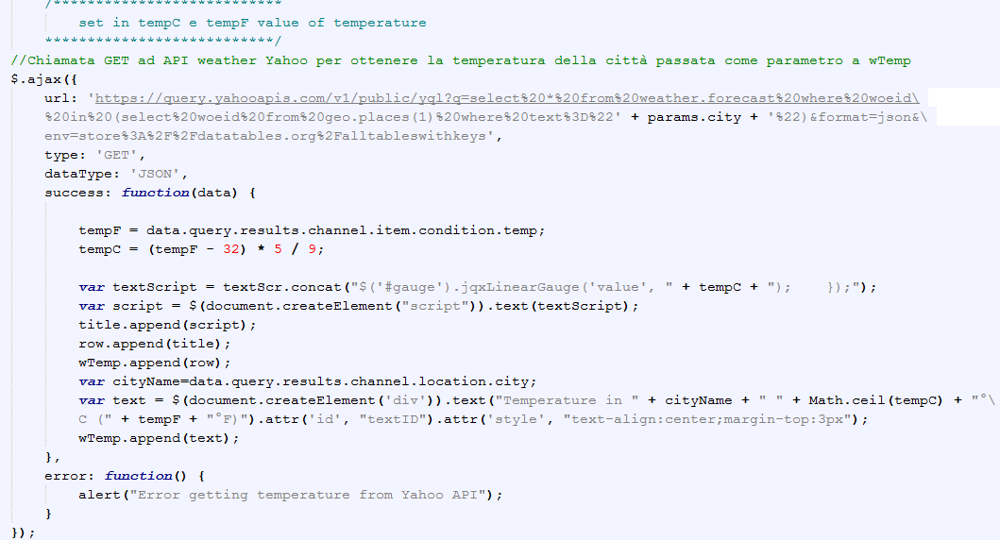 /***************************
set in tempC e tempF value of temperature
***************************/
//Chiamata GET ad API weather Yahoo per ottenere la temperatura della città passata come parametro a wTemp
$.ajax({
url: 'https://query.yahooapis.com/v1/public/yql?q=select%20*%20from%20weather.forecast%20where%20woeid\
%20in%20(select%20woeid%20from%20geo.places(1)%20where%20text%3D%22' + params.city + '%22)&format=json&\
env=store%3A%2F%2Fdatatables.org%2Falltableswithkeys',
type: 'GET',
dataType: 'JSON',
success: function(data) {
tempF = data.query.results.channel.item.condition.temp;
tempC = (tempF - 32) * 5 / 9;
var textScript = textScr.concat("$('#gauge').jqxLinearGauge('value', " + tempC + ");    });");
var script = $(document.createElement("script")).text(textScript);
title.append(script);
row.append(title);
wTemp.append(row);
var cityName=data.query.results.channel.location.city;
var text = $(document.createElement('div')).text("Temperature in " + cityName + " " + Math.ceil(tempC) + "°\
C (" + tempF + "°F)").attr('id', "textID").attr('style', "text-align:center;margin-top:3px");
wTemp.append(text);
},
error: function() {
alert("Error getting temperature from Yahoo API");
}
});